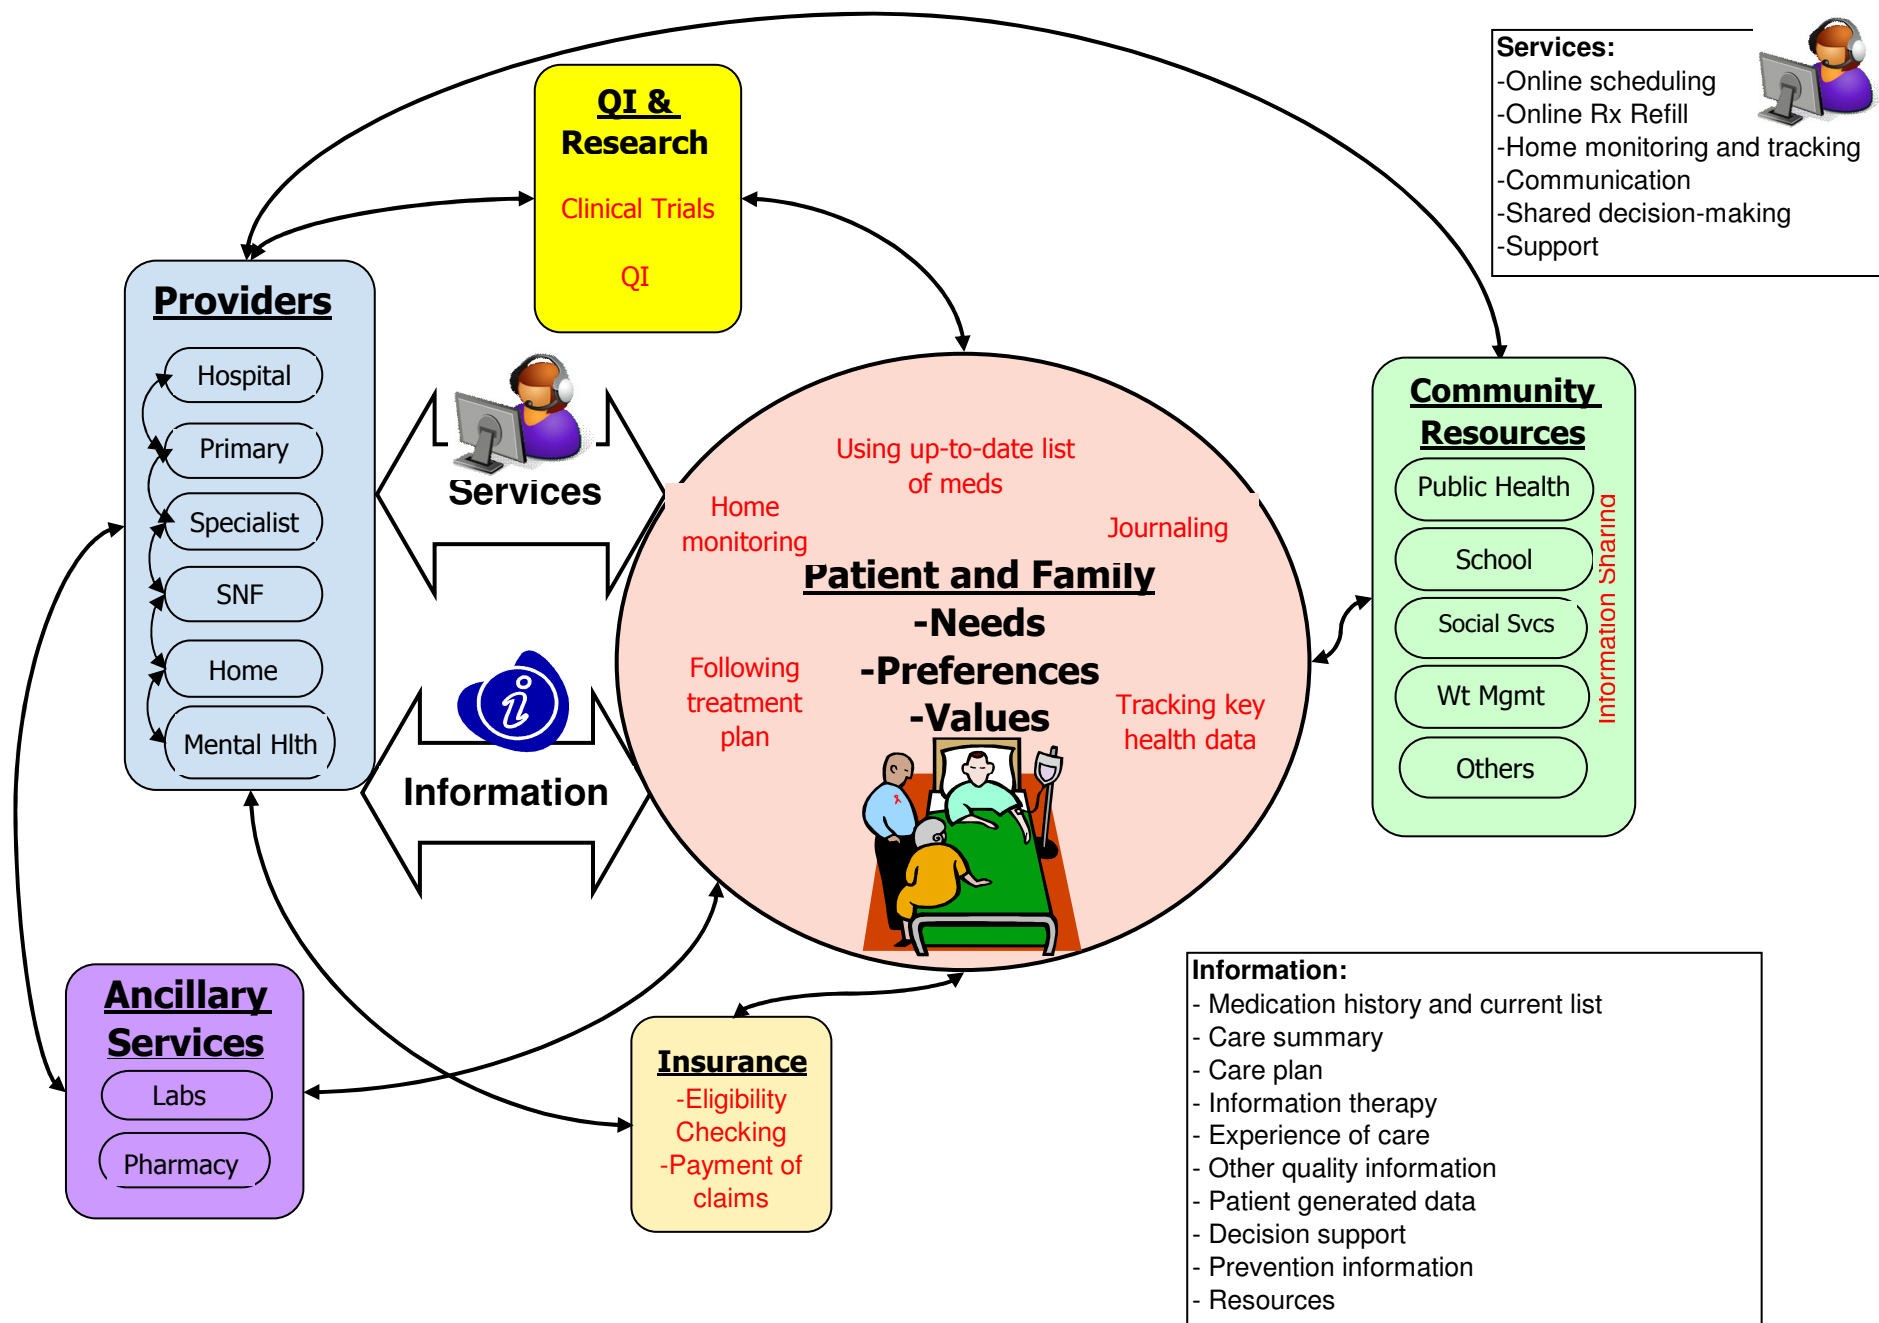 Services:
-Online scheduling
-Online Rx Refill
-Home monitoring and tracking
-Communication
-Shared decision-making
-Support
QI &
Research
Clinical Trials
QI
Providers
Hospital
Primary
Specialist
SNF
Home
Mental Hlth
Services
i
Information
Using up-to-date list
of meds
Home
monitoring
Journaling
Patient and Family
-Needs
-Preferences
-Values
Following
treatment
plan
Tracking key
health data
Community
Resources
Public Health
School
Social Svcs
Wt Mgmt
Others
Information Sharing
Ancillary
Services
Labs
Pharmacy
Insurance
-Eligibility
Checking
-Payment of
claims
Information:
- Medication history and current list
- Care summary
- Care plan
- Information therapy
- Experience of care
- Other quality information
- Patient generated data
- Decision support
- Prevention information
- Resources